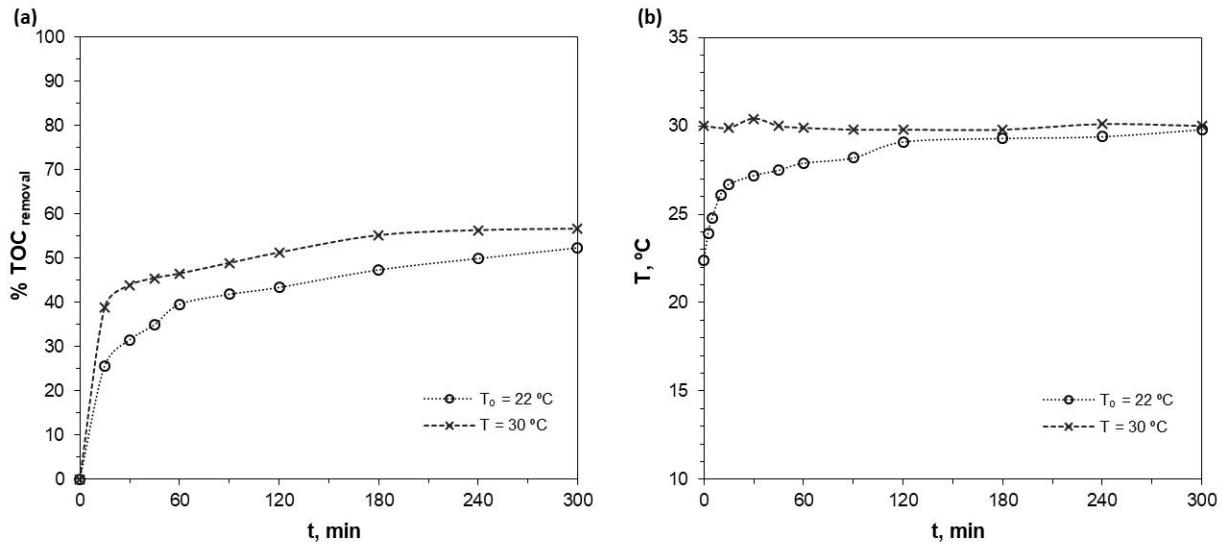 (a)
100
90
80
70
60
50
40
30
20
10
0
% TOC removal
0 60 120 180 240 300
t, min
T₀ = 22 ºC
T = 30 ºC
(b)
35
30
25
20
15
10
T, ºC
0 60 120 180 240 300
t, min
T₀ = 22 ºC
T = 30 ºC